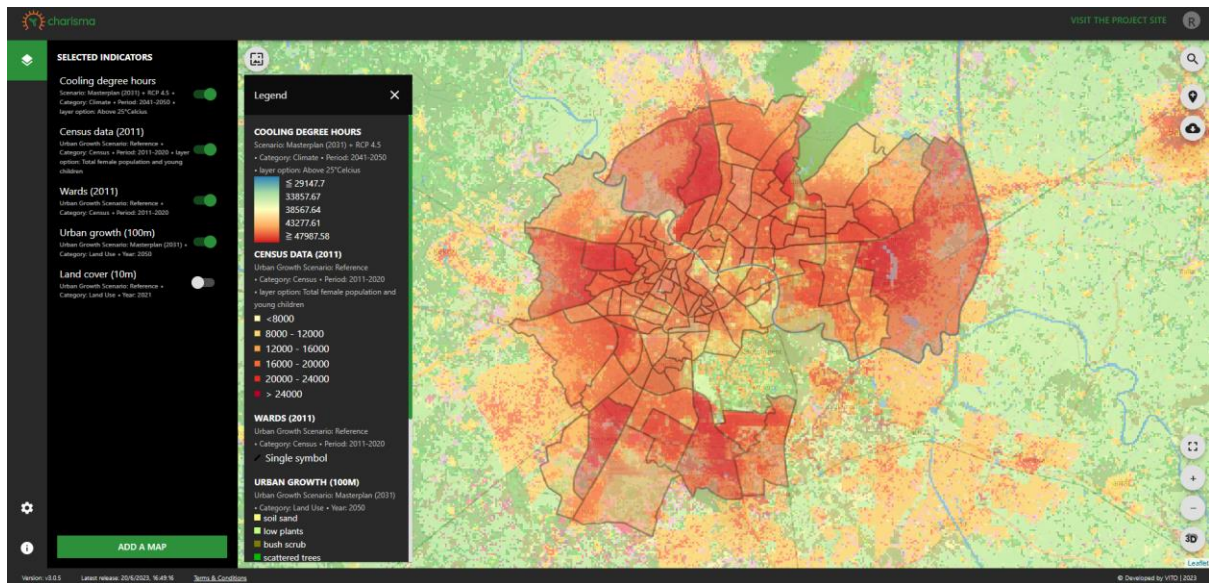 charisma
VISIT THE PROJECT SITE
R
SELECTED INDICATORS
Cooling degree hours
Scenario: Masterplan (2031) + RCP 4.5 •
Category: Climate • Period: 2041-2050 •
layer option: Above 25°Celcius
Census data (2011)
Urban Growth Scenario: Reference •
Category: Census • Period: 2011-2020 • layer
option: Total female population and young
children
Wards (2011)
Urban Growth Scenario: Reference •
Category: Census • Period: 2011-2020
Urban growth (100m)
Urban Growth Scenario: Masterplan (2031) •
Category: Land Use • Year: 2050
Land cover (10m)
Urban Growth Scenario: Reference •
Category: Land Use • Year: 2021
ADD A MAP
Legend
COOLING DEGREE HOURS
Scenario: Masterplan (2031) + RCP 4.5
• Category: Climate • Period: 2041-2050
• layer option: Above 25°Celcius
≦ 29147.7
33857.67
38567.64
43277.61
≧ 47987.58
CENSUS DATA (2011)
Urban Growth Scenario: Reference
• Category: Census • Period: 2011-2020
• layer option: Total female population and
young children
<8000
8000 - 12000
12000 - 16000
16000 - 20000
20000 - 24000
> 24000
WARDS (2011)
Urban Growth Scenario: Reference
• Category: Census • Period: 2011-2020
Single symbol
URBAN GROWTH (100M)
Urban Growth Scenario: Masterplan (2031)
• Category: Land Use • Year: 2050
soil sand
low plants
bush scrub
scattered trees
3D
Leaflet
Version: v3.0.5 Latest release: 20/6/2023, 16:49:16 Terms & Conditions
© Developed by VITO | 2023